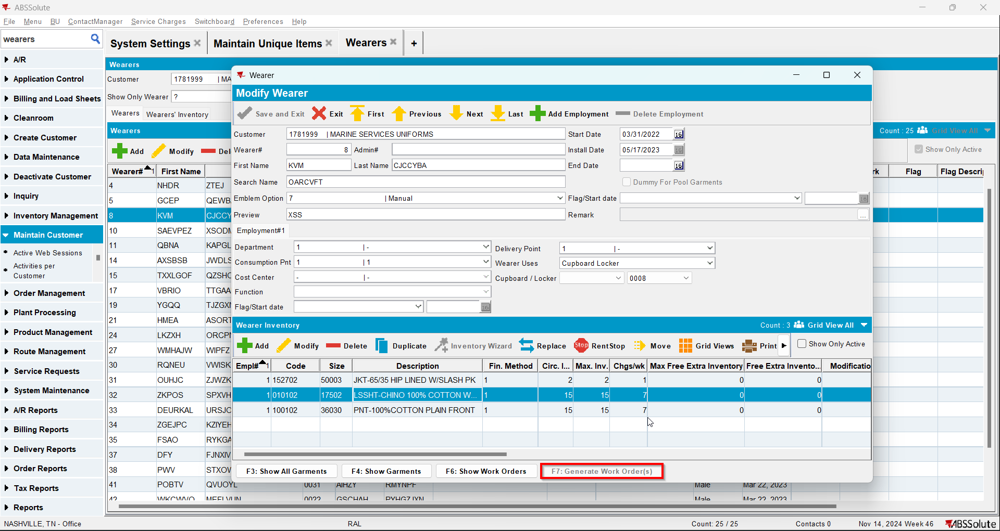 ABSSolute
File Menu BU ContactManager Service Charges Switchboard Preferences Help
wearers
System Settings Maintain Unique Items Wearers +
A/R
Application Control
Billing and Load Sheets
Cleanroom
Create Customer
Data Maintenance
Deactivate Customer
Inquiry
Inventory Management
Maintain Customer
Active Web Sessions
Activities per
Customer
Order Management
Plant Processing
Product Management
Route Management
Service Requests
System Maintenance
A/R Reports
Billing Reports
Delivery Reports
Order Reports
Tax Reports
Reports
Wearers
Customer 1781999 | MA
Show Only Wearer ?
Wearers Wearers' Inventory
Wearers Count : 25 Grid View All
Add Modify Del Show Only Active
Wearer# 1 First Name rk Flag Flag Descri
4 NHDR ZTEJ
5 GCEP QEWB
8 KVM CJCCY
10 SAEVPEZ XSODM
11 QBNA KAPGL
14 AXSBSB JWDLS
15 TXXLGOF QZSHC
17 VBRIO TTGAA
19 YGQQ TJZGX
21 HMEA ASORT
24 LKZXH ORCPI
27 WMHAJW WIPFZ
30 RQNEU VWISK
31 OUHJC ZJWZK
32 ZKPOS SPXVH
33 DEURKAL URSJC
34 ZGEJPC KZIYEH
35 FSAO RYKGA
37 DFY FJNXIV
38 PWV STXOV
41 POBTV QVUOYL 0031 AIHZY RMYNPF Male Mar 22, 2023
42 WKCWVO MEFLVUN 0022 GSCHAH PYHGZJXN Male Mar 22, 2023
Wearer
Modify Wearer
Save and Exit Exit First Previous Next Last Add Employment Delete Employment
Customer 1781999 | MARINE SERVICES UNIFORMS Start Date 03/31/2022 16
Wearer# 8 Admin# Install Date 05/17/2023 16
First Name KVM Last Name CJCCYBA End Date 16
Search Name OARCVFT Dummy For Pool Garments
Emblem Option 7 | Manual Flag/Start date 16
Preview XSS Remark ...
Employment#1
Department 1 | - Delivery Point 1 | -
Consumption Pnt 1 | 1 Wearer Uses Cupboard Locker
Cost Center - | - Cupboard / Locker 0008
Function
Flag/Start date 16
Wearer Inventory Count : 3 Grid View All
Add Modify Delete Duplicate Inventory Wizard Replace Stop RentStop Move Grid Views Print Show Only Active
Empl# 1 Code Size Description Fin. Method Circ. I... Max. Inv. Chgs/wk Max Free Extra Inventory Free Extra Invento... Modificatio
1 152702 50003 JKT-65/35 HIP LINED W/SLASH PK 1 2 2 1 0 0
1 010102 17502 LSSHT-CHINO 100% COTTON W... 1 15 15 7 0 0
1 100102 36030 PNT-100%COTTON PLAIN FRONT 1 15 15 7 0 0
F3: Show All Garments F4: Show Garments F6: Show Work Orders F7: Generate Work Order(s)
NASHVILLE, TN - Office RAL Count: 25 / 25 Contacts 0 Nov 14, 2024 Week 46 ABSSolute